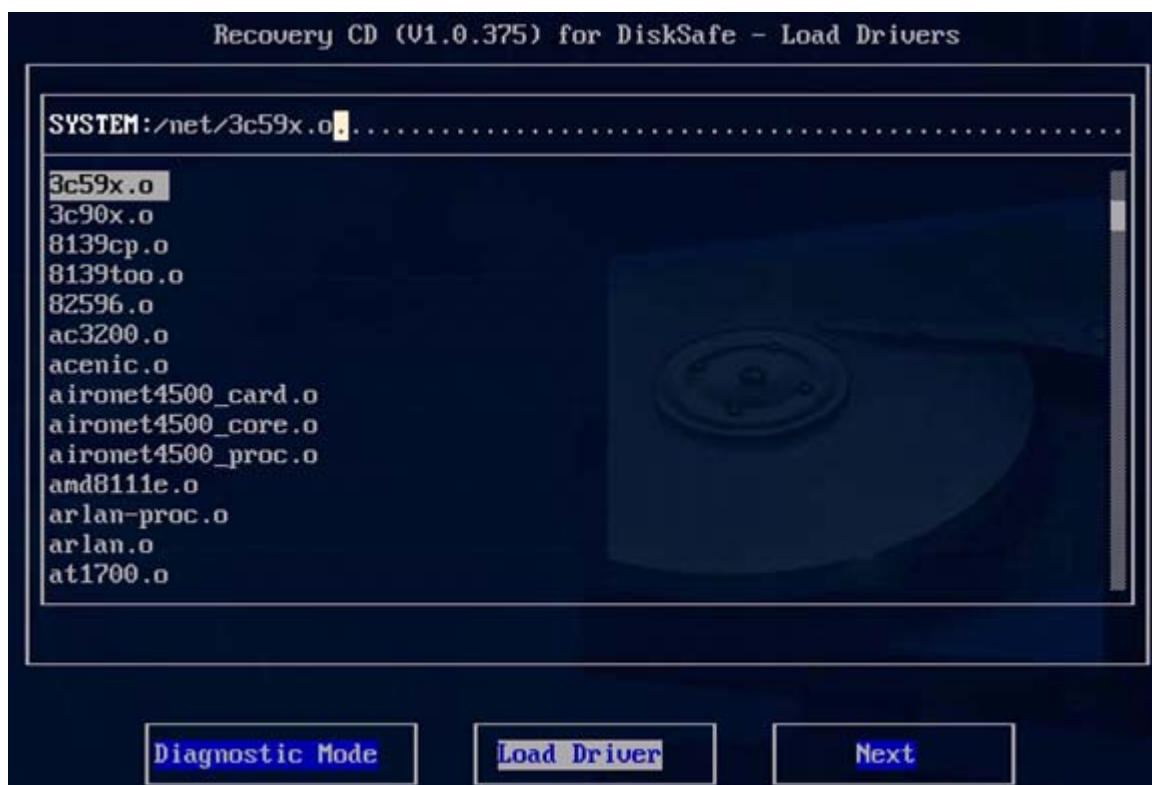 Recovery CD (V1.0.375) for DiskSafe - Load Drivers
SYSTEM:/net/3c59x.o......................................................
3c59x.o
3c90x.o
8139cp.o
8139too.o
82596.o
ac3200.o
acenic.o
aironet4500_card.o
aironet4500_core.o
aironet4500_proc.o
amd8111e.o
arlan-proc.o
arlan.o
at1700.o
Diagnostic Mode Load Driver Next